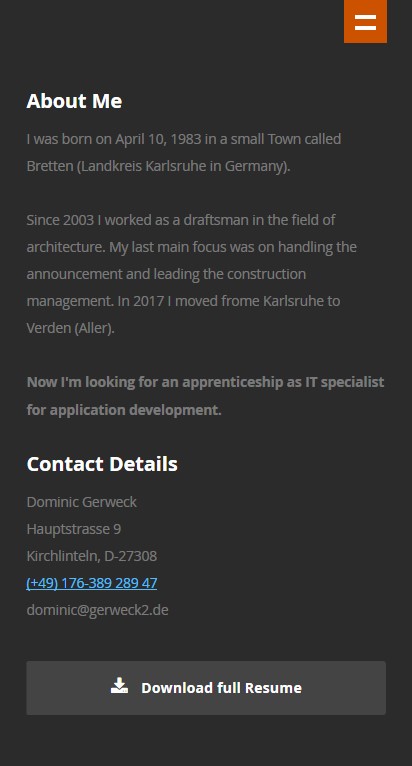 About Me
I was born on April 10, 1983 in a small Town called
Bretten (Landkreis Karlsruhe in Germany).
Since 2003 I worked as a draftsman in the field of
architecture. My last main focus was on handling the
announcement and leading the construction
management. In 2017 I moved frome Karlsruhe to
Verden (Aller).
Now I'm looking for an apprenticeship as IT specialist
for application development.
Contact Details
Dominic Gerweck
Hauptstrasse 9
Kirchlinteln, D-27308
(+49) 176-389 289 47
dominic@gerweck2.de
Download full Resume